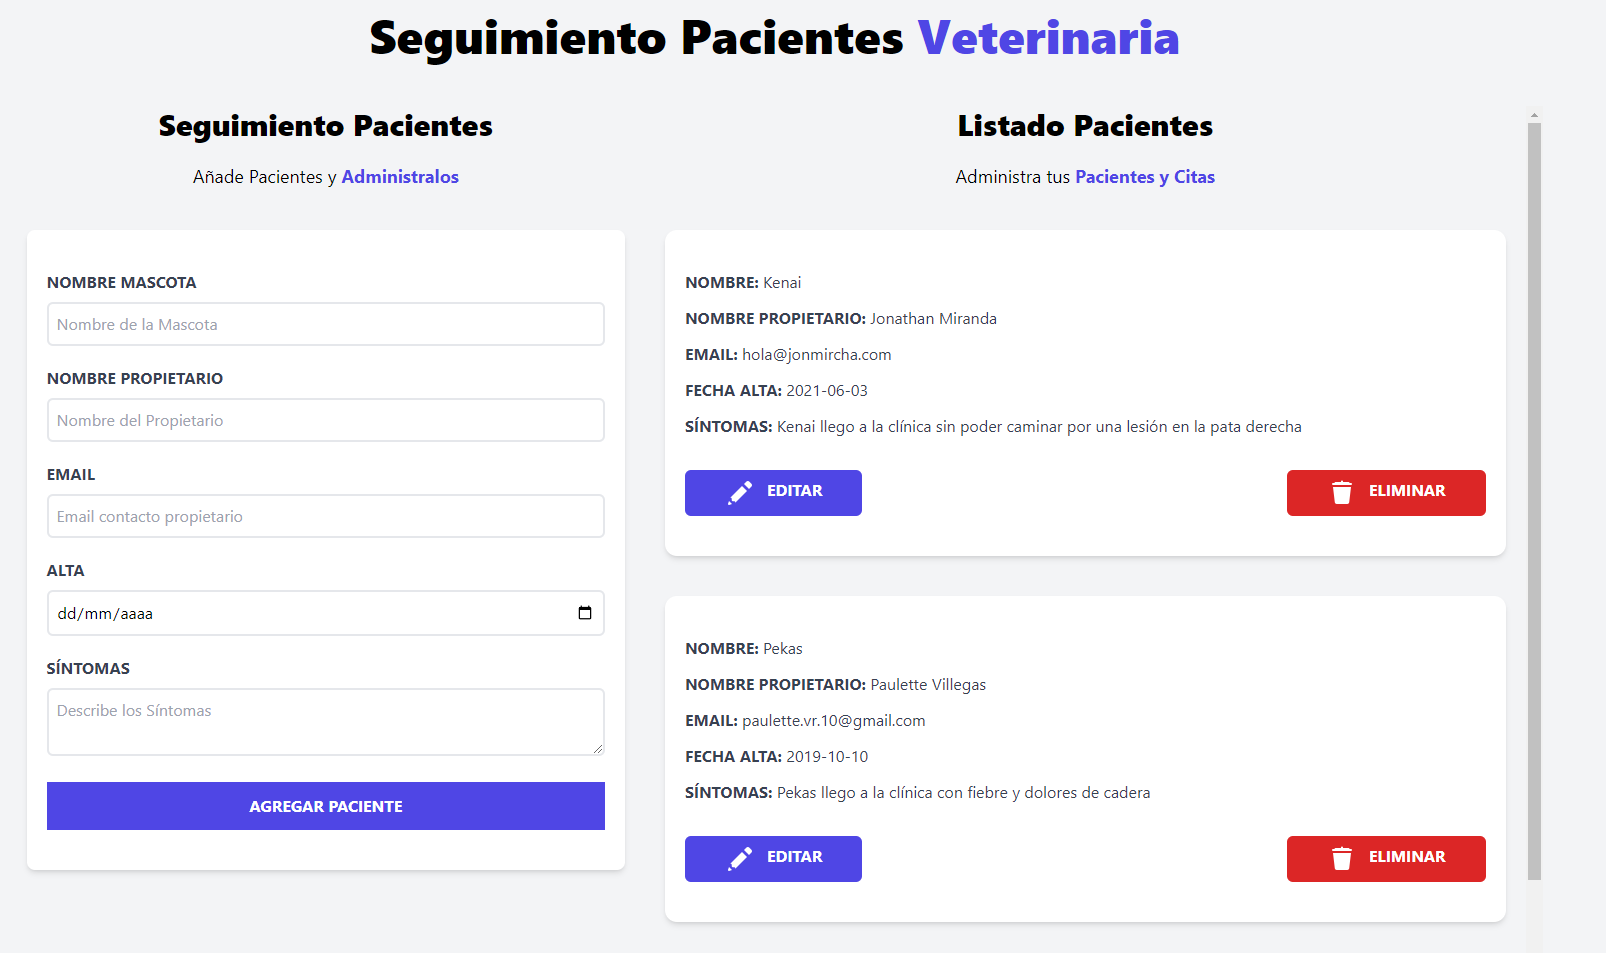 Seguimiento Pacientes Veterinaria
Seguimiento Pacientes
Añade Pacientes y Administralos
NOMBRE MASCOTA
Nombre de la Mascota
NOMBRE PROPIETARIO
Nombre del Propietario
EMAIL
Email contacto propietario
ALTA
dd/mm/aaaa
SÍNTOMAS
Describe los Síntomas
AGREGAR PACIENTE
Listado Pacientes
Administra tus Pacientes y Citas
NOMBRE: Kenai
NOMBRE PROPIETARIO: Jonathan Miranda
EMAIL: hola@jonmircha.com
FECHA ALTA: 2021-06-03
SÍNTOMAS: Kenai llego a la clínica sin poder caminar por una lesión en la pata derecha
EDITAR
ELIMINAR
NOMBRE: Pekas
NOMBRE PROPIETARIO: Paulette Villegas
EMAIL: paulette.vr.10@gmail.com
FECHA ALTA: 2019-10-10
SÍNTOMAS: Pekas llego a la clínica con fiebre y dolores de cadera
EDITAR
ELIMINAR